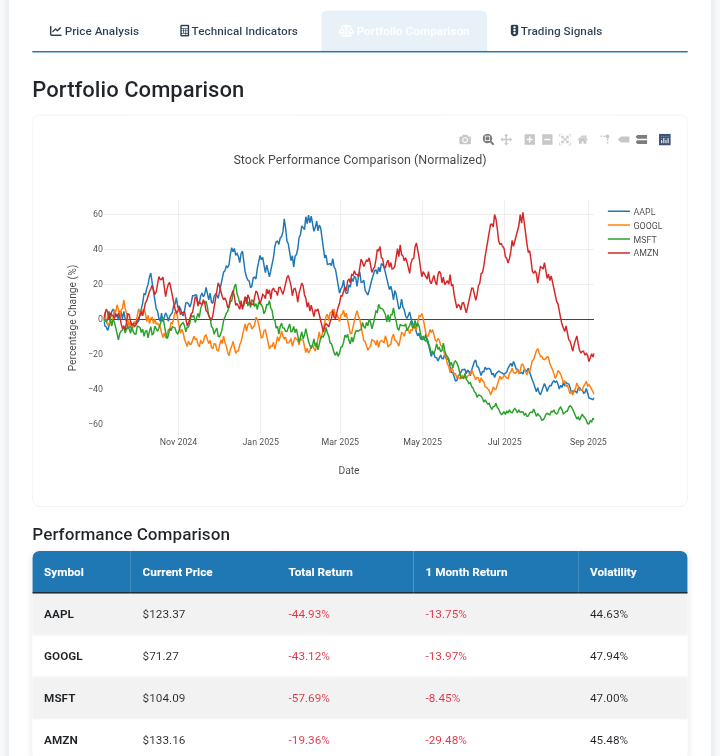 Price Analysis Technical Indicators Portfolio Comparison Trading Signals
Portfolio Comparison
Stock Performance Comparison (Normalized)
AAPL
GOOGL
MSFT
AMZN
Percentage Change (%)
60
40
20
0
−20
−40
−60
Nov 2024 Jan 2025 Mar 2025 May 2025 Jul 2025 Sep 2025
Date
Performance Comparison
Symbol Current Price Total Return 1 Month Return Volatility
AAPL $123.37 -44.93% -13.75% 44.63%
GOOGL $71.27 -43.12% -13.97% 47.94%
MSFT $104.09 -57.69% -8.45% 47.00%
AMZN $133.16 -19.36% -29.48% 45.48%